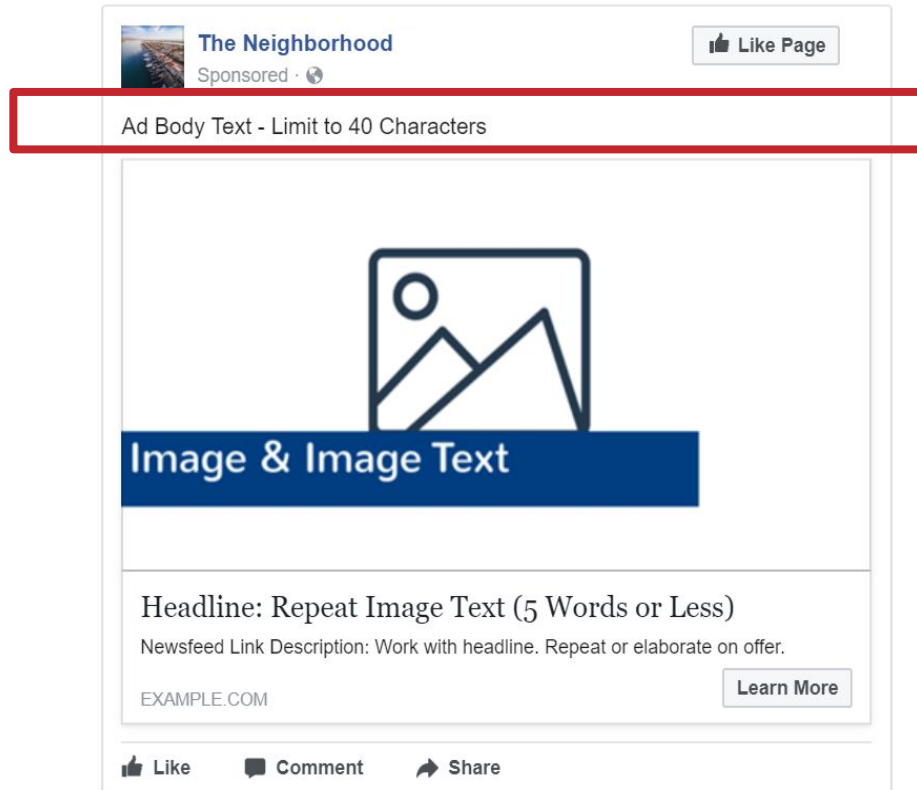 The Neighborhood
Like Page
Sponsored ·
Ad Body Text - Limit to 40 Characters
Image & Image Text
Headline: Repeat Image Text (5 Words or Less)
Newsfeed Link Description: Work with headline. Repeat or elaborate on offer.
EXAMPLE.COM
Learn More
Like Comment Share